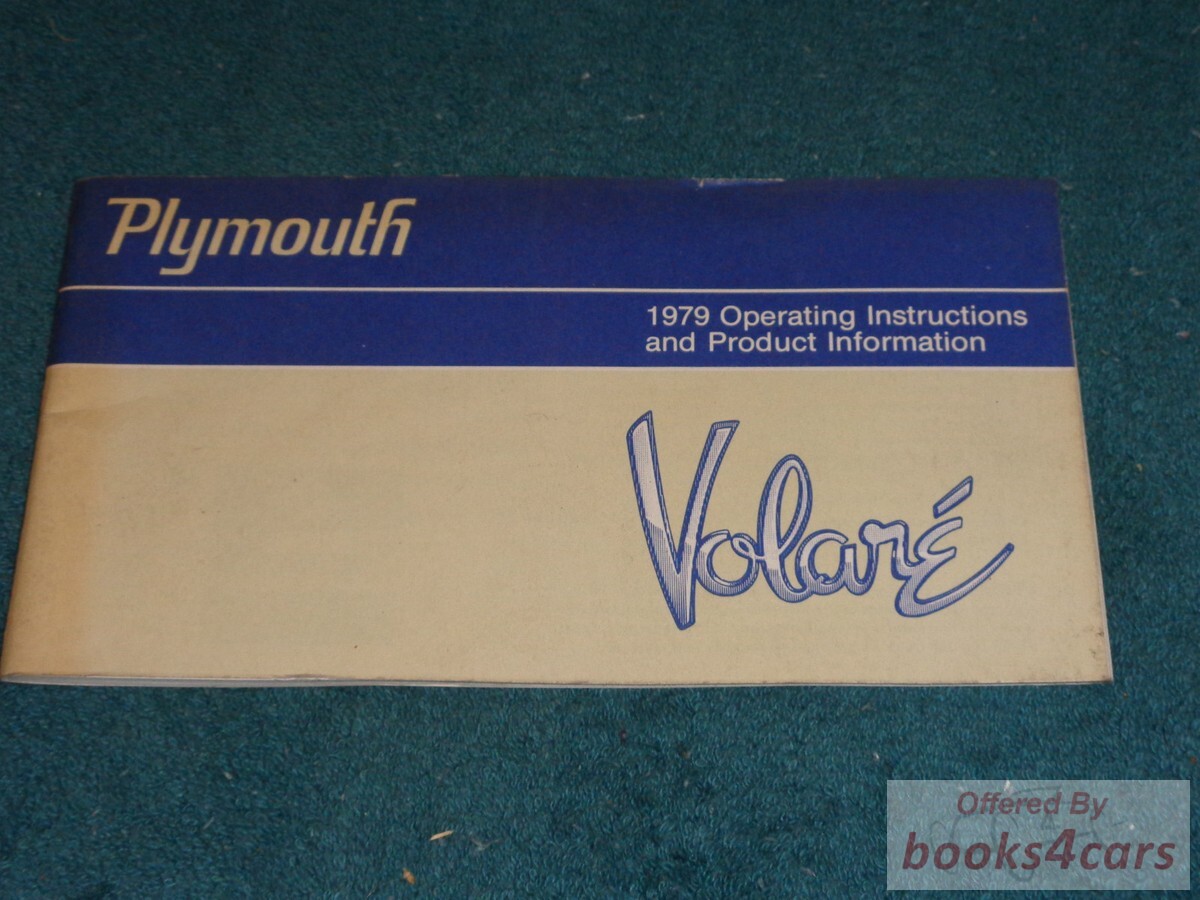 Plymouth
1979 Operating Instructions
and Product Information
Volaré
Offered By
books4cars